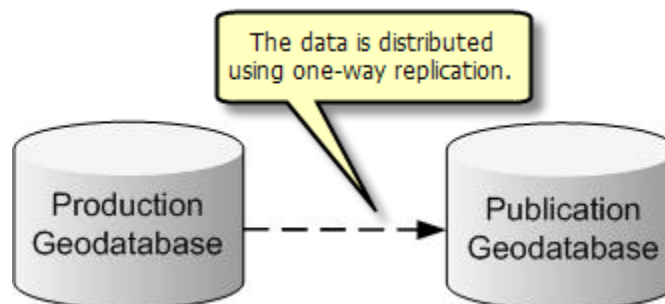 The data is distributed
using one-way replication.
Production
Geodatabase
Publication
Geodatabase